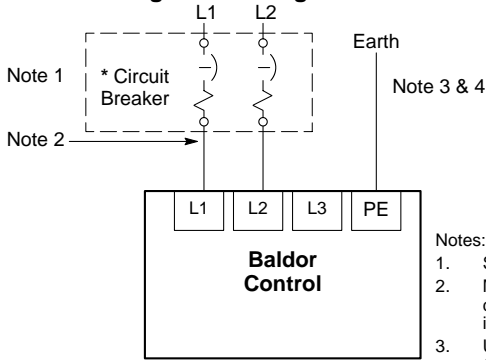 L1 L2
Earth
Note 1
* Circuit
Breaker
Note 3 & 4
Note 2
L1 L2 L3 PE
Baldor
Control
Notes:
1.
2.
3.